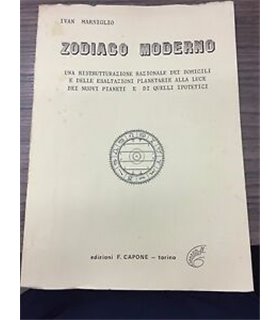 IVAN MARSIGLIO
ZODIACO MODERNO
UNA RISTRUTTURAZIONE RAZIONALE DEI DOMICILI
E DELLE ESALTAZIONI PLANETARIE ALLA LUCE
DEI NUOVI PIANETI E DI QUELLI IPOTETICI
edizioni F. CAPONE - torino